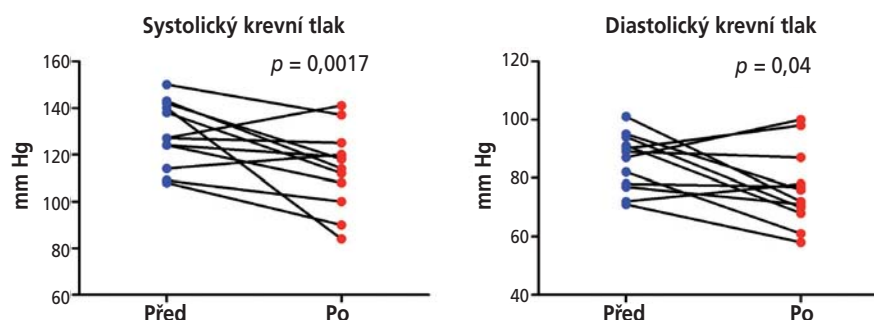 Systolický krevní tlak
p = 0,0017
mm Hg
160
140
120
100
80
60
Před
Po
Diastolický krevní tlak
p = 0,04
mm Hg
120
100
80
60
40
Před
Po